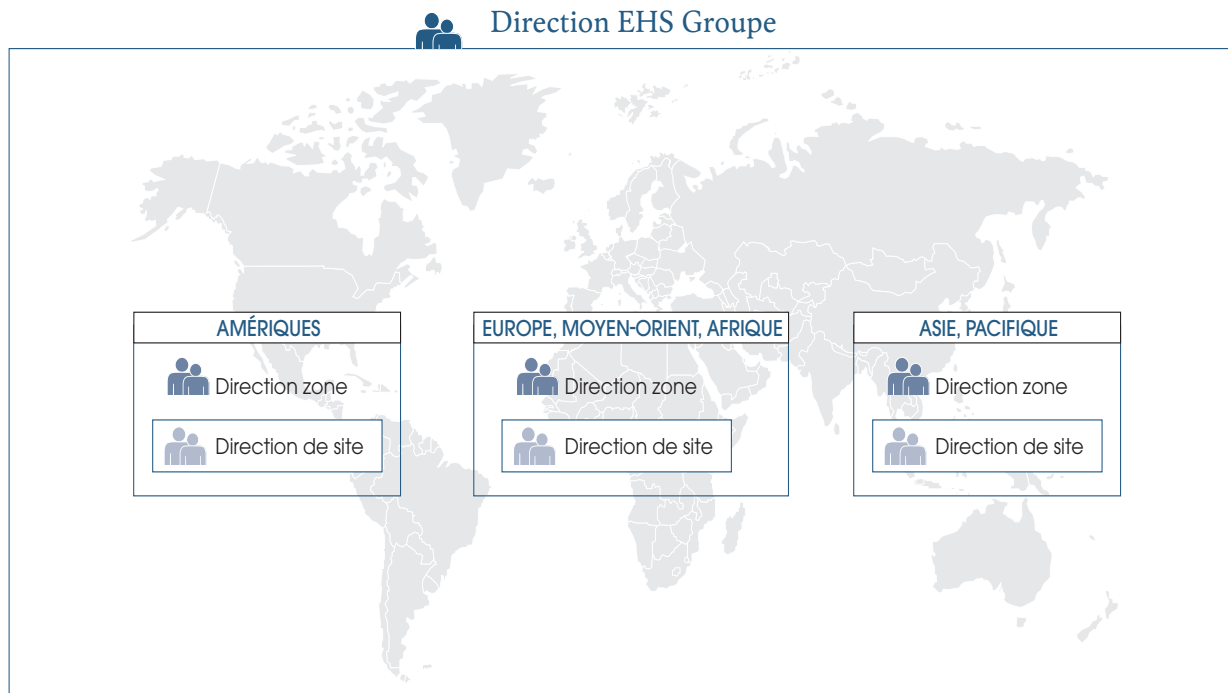 Direction EHS Groupe
AMÉRIQUES
Direction zone
Direction de site
EUROPE, MOYEN-ORIENT, AFRIQUE
Direction zone
Direction de site
ASIE, PACIFIQUE
Direction zone
Direction de site